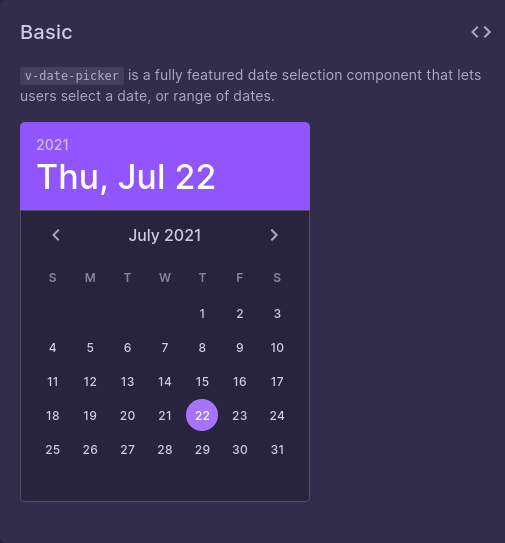 Basic
v-date-picker is a fully featured date selection component that lets
users select a date, or range of dates.
2021
Thu, Jul 22
July 2021
S M T W T F S
1 2 3
4 5 6 7 8 9 10
11 12 13 14 15 16 17
18 19 20 21 22 23 24
25 26 27 28 29 30 31